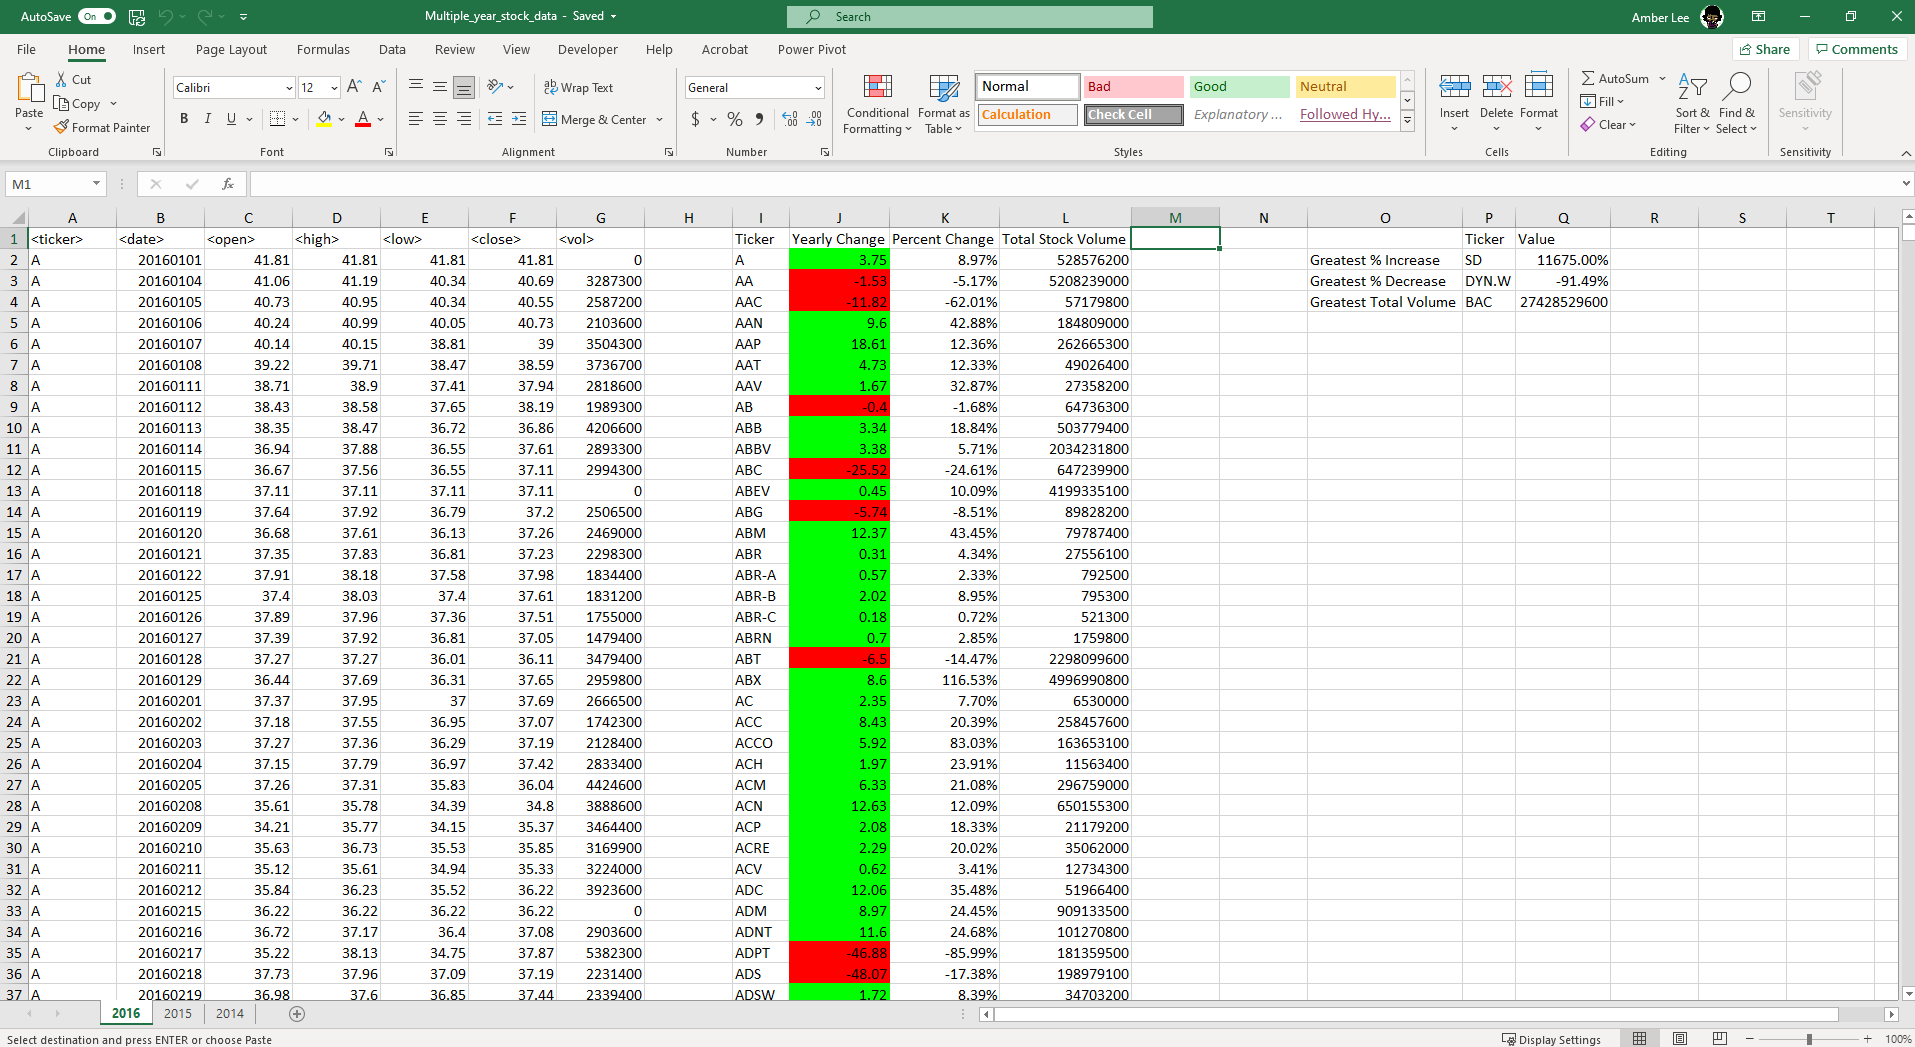 AutoSave On Multiple_year_stock_data - Saved Search Amber Lee
File Home Insert Page Layout Formulas Data Review View Developer Help Acrobat Power Pivot Share Comments
Paste Cut Copy Format Painter Clipboard
Calibri 12 B I U A Font
Wrap Text Merge & Center Alignment
General $ % Number
Conditional Formatting Format as Table Normal Bad Good Neutral Calculation Check Cell Explanatory ... Followed Hy... Styles
Insert Delete Format Cells
AutoSum Fill Clear Sort & Filter Find & Select Editing
Sensitivity Sensitivity
M1 fx
A B C D E F G H I J K L M N O P Q R S T
1 <ticker> <date> <open> <high> <low> <close> <vol> Ticker Yearly Change Percent Change Total Stock Volume Ticker Value
2 A 20160101 41.81 41.81 41.81 41.81 0 A 3.75 8.97% 528576200 Greatest % Increase SD 11675.00%
3 A 20160104 41.06 41.19 40.34 40.69 3287300 AA -1.53 -5.17% 5208239000 Greatest % Decrease DYN.W -91.49%
4 A 20160105 40.73 40.95 40.34 40.55 2587200 AAC -11.82 -62.01% 57179800 Greatest Total Volume BAC 27428529600
5 A 20160106 40.24 40.99 40.05 40.73 2103600 AAN 9.6 42.88% 184809000
6 A 20160107 40.14 40.15 38.81 39 3504300 AAP 18.61 12.36% 262665300
7 A 20160108 39.22 39.71 38.47 38.59 3736700 AAT 4.73 12.33% 49026400
8 A 20160111 38.71 38.9 37.41 37.94 2818600 AAV 1.67 32.87% 27358200
9 A 20160112 38.43 38.58 37.65 38.19 1989300 AB -0.4 -1.68% 64736300
10 A 20160113 38.35 38.47 36.72 36.86 4206600 ABB 3.34 18.84% 503779400
11 A 20160114 36.94 37.88 36.55 37.61 2893300 ABBV 3.38 5.71% 2034231800
12 A 20160115 36.67 37.56 36.55 37.11 2994300 ABC -25.52 -24.61% 647239900
13 A 20160118 37.11 37.11 37.11 37.11 0 ABEV 0.45 10.09% 4199335100
14 A 20160119 37.64 37.92 36.79 37.2 2506500 ABG -5.74 -8.51% 89828200
15 A 20160120 36.68 37.61 36.13 37.26 2469000 ABM 12.37 43.45% 79787400
16 A 20160121 37.35 37.83 36.81 37.23 2298300 ABR 0.31 4.34% 27556100
17 A 20160122 37.91 38.18 37.58 37.98 1834400 ABR-A 0.57 2.33% 792500
18 A 20160125 37.4 38.03 37.4 37.61 1831200 ABR-B 2.02 8.95% 795300
19 A 20160126 37.89 37.96 37.36 37.51 1755000 ABR-C 0.18 0.72% 521300
20 A 20160127 37.39 37.92 36.81 37.05 1479400 ABRN 0.7 2.85% 1759800
21 A 20160128 37.27 37.27 36.01 36.11 3479400 ABT -6.5 -14.47% 2298099600
22 A 20160129 36.44 37.69 36.31 37.65 2959800 ABX 8.6 116.53% 4996990800
23 A 20160201 37.37 37.95 37 37.69 2666500 AC 2.35 7.70% 6530000
24 A 20160202 37.18 37.55 36.95 37.07 1742300 ACC 8.43 20.39% 258457600
25 A 20160203 37.27 37.36 36.29 37.19 2128400 ACCO 5.92 83.03% 163653100
26 A 20160204 37.15 37.79 36.97 37.42 2833400 ACH 1.97 23.91% 11563400
27 A 20160205 37.26 37.31 35.83 36.04 4424600 ACM 6.33 21.08% 296759000
28 A 20160208 35.61 35.78 34.39 34.8 3888600 ACN 12.63 12.09% 650155300
29 A 20160209 34.21 35.77 34.15 35.37 3464400 ACP 2.08 18.33% 21179200
30 A 20160210 35.63 36.73 35.53 35.85 3169900 ACRE 2.29 20.02% 35062000
31 A 20160211 35.12 35.61 34.94 35.33 3224000 ACV 0.62 3.41% 12734300
32 A 20160212 35.84 36.23 35.52 36.22 3923600 ADC 12.06 35.48% 51966400
33 A 20160215 36.22 36.22 36.22 36.22 0 ADM 8.97 24.45% 909133500
34 A 20160216 36.72 37.17 36.4 37.08 2903600 ADNT 11.6 24.68% 101270800
35 A 20160217 35.22 38.13 34.75 37.87 5382300 ADPT -46.88 -85.99% 181359500
36 A 20160218 37.73 37.96 37.09 37.19 2231400 ADS -48.07 -17.38% 198979100
37 A 20160219 36.98 37.6 36.85 37.44 2339400 ADSW 1.72 8.39% 34703200
2016 2015 2014
Select destination and press ENTER or choose Paste Display Settings 100%